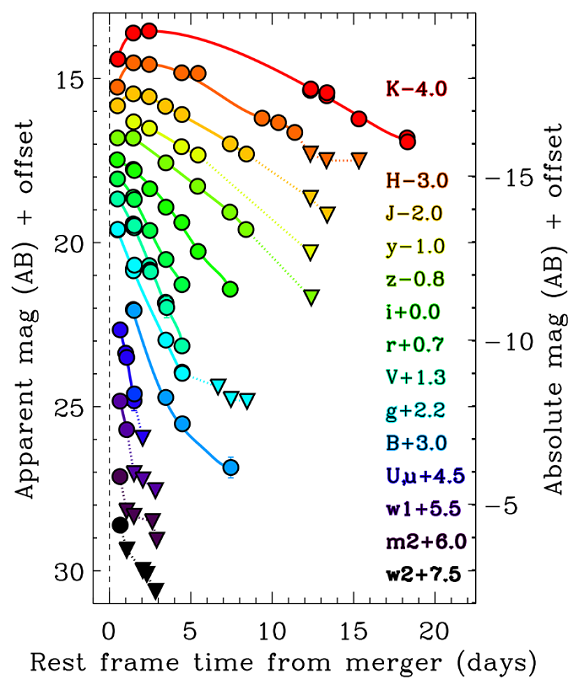 Apparent mag (AB) + offset
15
20
25
30
K−4.0
H−3.0
J−2.0
y−1.0
z−0.8
i+0.0
r+0.7
V+1.3
g+2.2
B+3.0
U,u+4.5
w1+5.5
m2+6.0
w2+7.5
−15
−10
−5
Absolute mag (AB) + offset
0 5 10 15 20
Rest frame time from merger (days)